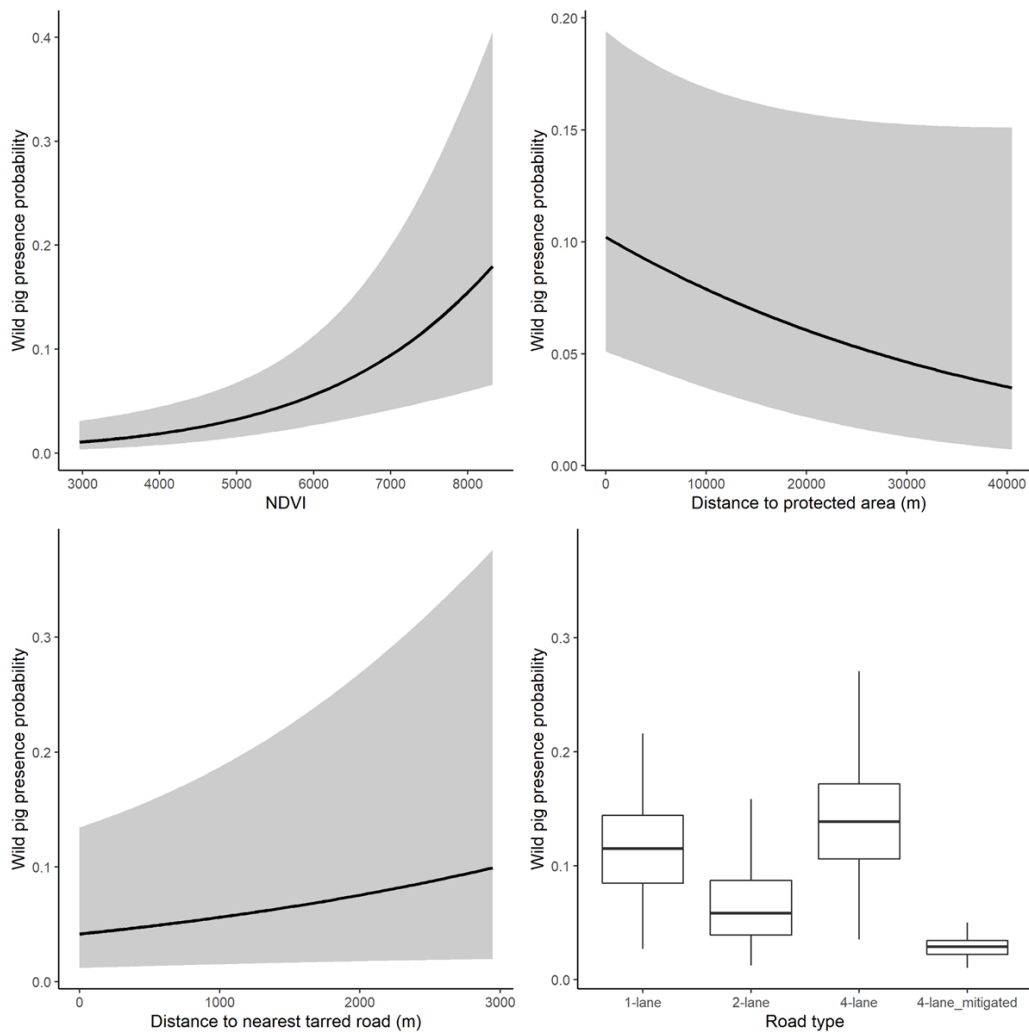 Wild pig presence probability
0.4
0.3
0.2
0.1
0.0
3000 4000 5000 6000 7000 8000
NDVI
Wild pig presence probability
0.20
0.15
0.10
0.05
0.00
0 10000 20000 30000 40000
Distance to protected area (m)
Wild pig presence probability
0.3
0.2
0.1
0.0
0 1000 2000 3000
Distance to nearest tarred road (m)
Wild pig presence probability
0.3
0.2
0.1
0.0
1-lane 2-lane 4-lane 4-lane_mitigated
Road type